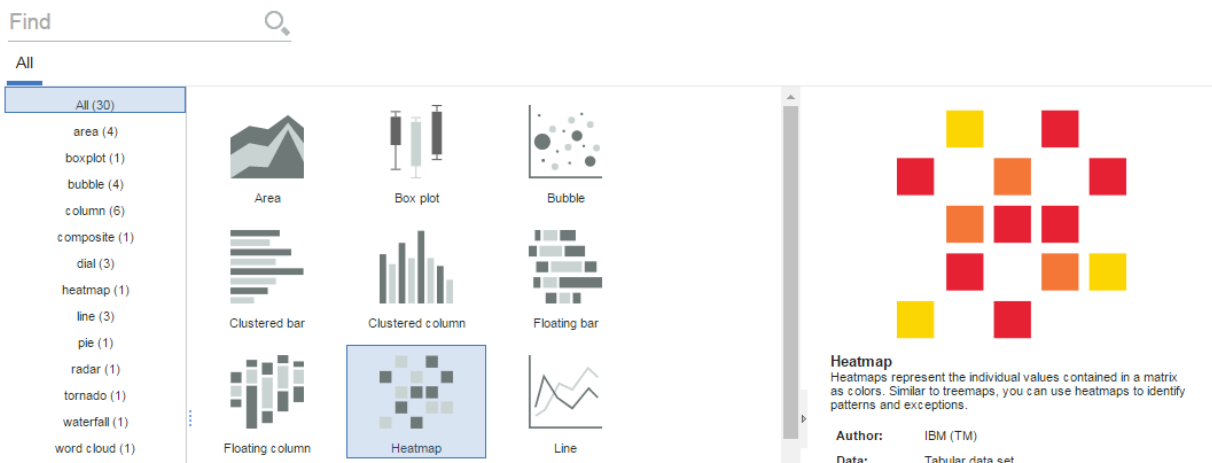 Find
All
All (30)
area (4)
boxplot (1)
bubble (4)
column (6)
composite (1)
dial (3)
heatmap (1)
line (3)
pie (1)
radar (1)
tornado (1)
waterfall (1)
word cloud (1)
Area
Box plot
Bubble
Clustered bar
Clustered column
Floating bar
Floating column
Heatmap
Line
Heatmap
Heatmaps represent the individual values contained in a matrix
as colors. Similar to treemaps, you can use heatmaps to identify
patterns and exceptions.
Author: IBM (TM)
Data: Tabular data set